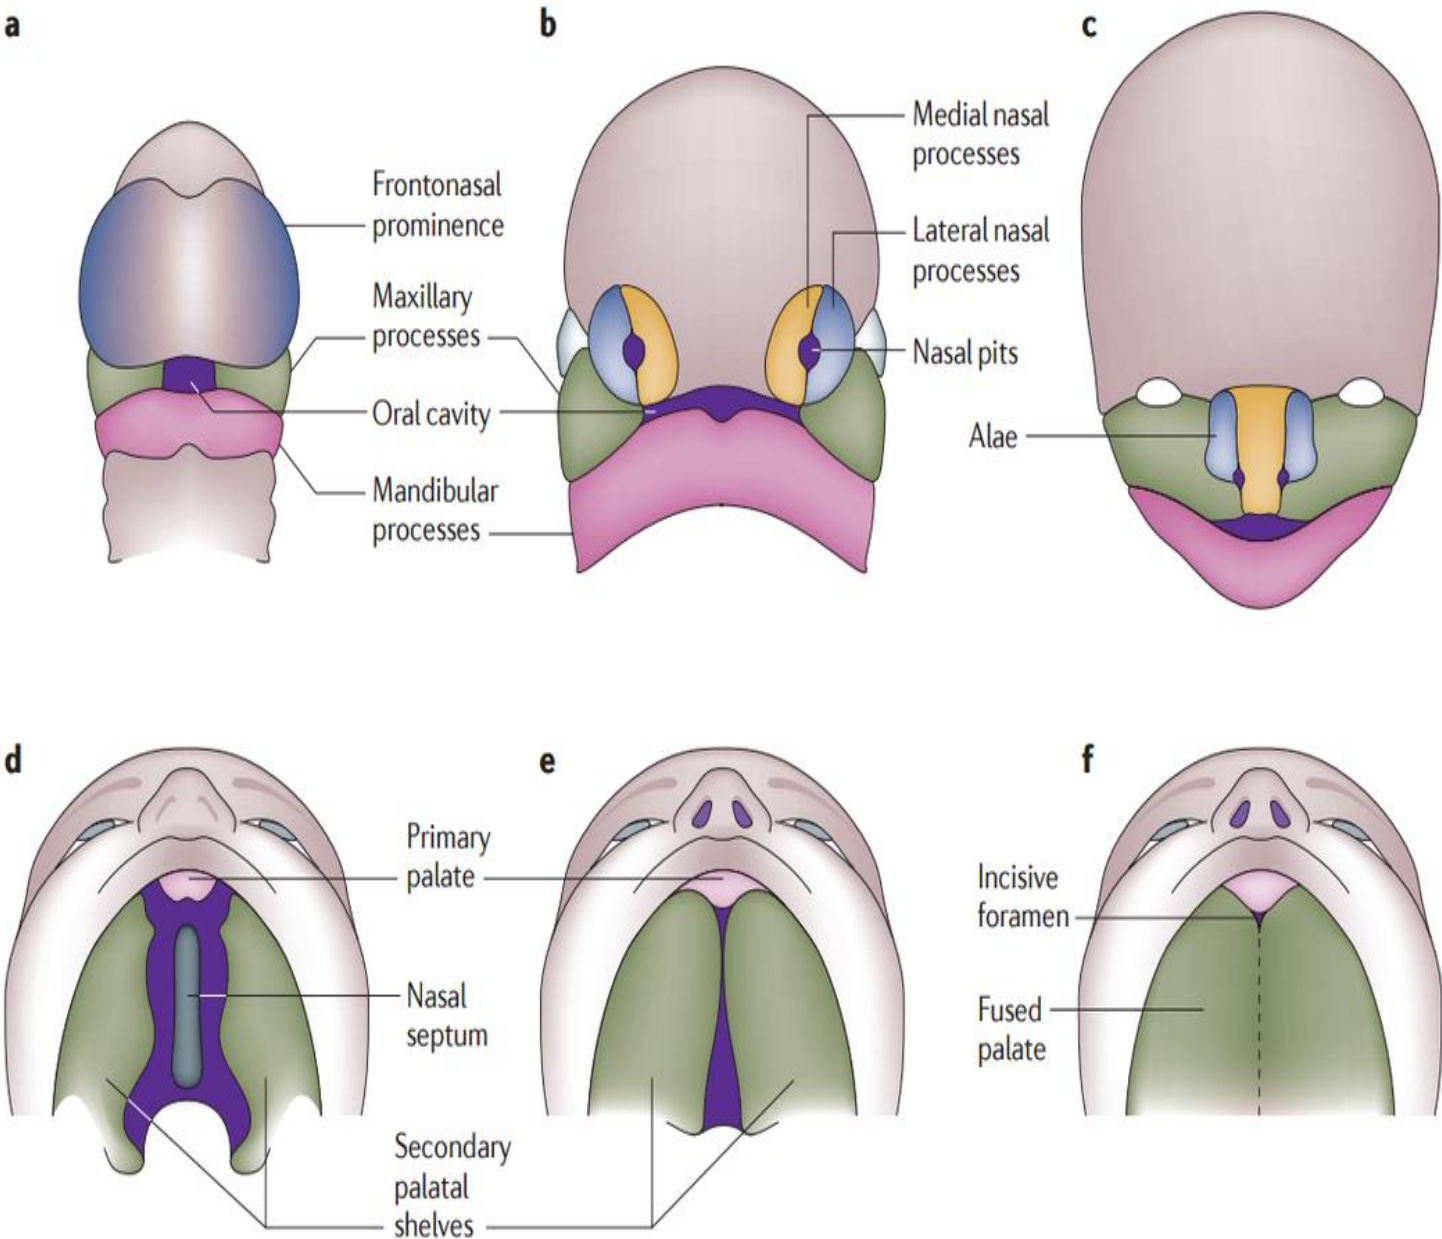 a
b
c
Medial nasal
processes
Frontonasal
prominence
Lateral nasal
processes
Maxillary
processes
Nasal pits
Oral cavity
Alae
Mandibular
processes
d
e
f
Primary
palate
Incisive
foramen
Nasal
septum
Fused
palate
Secondary
palatal
shelves